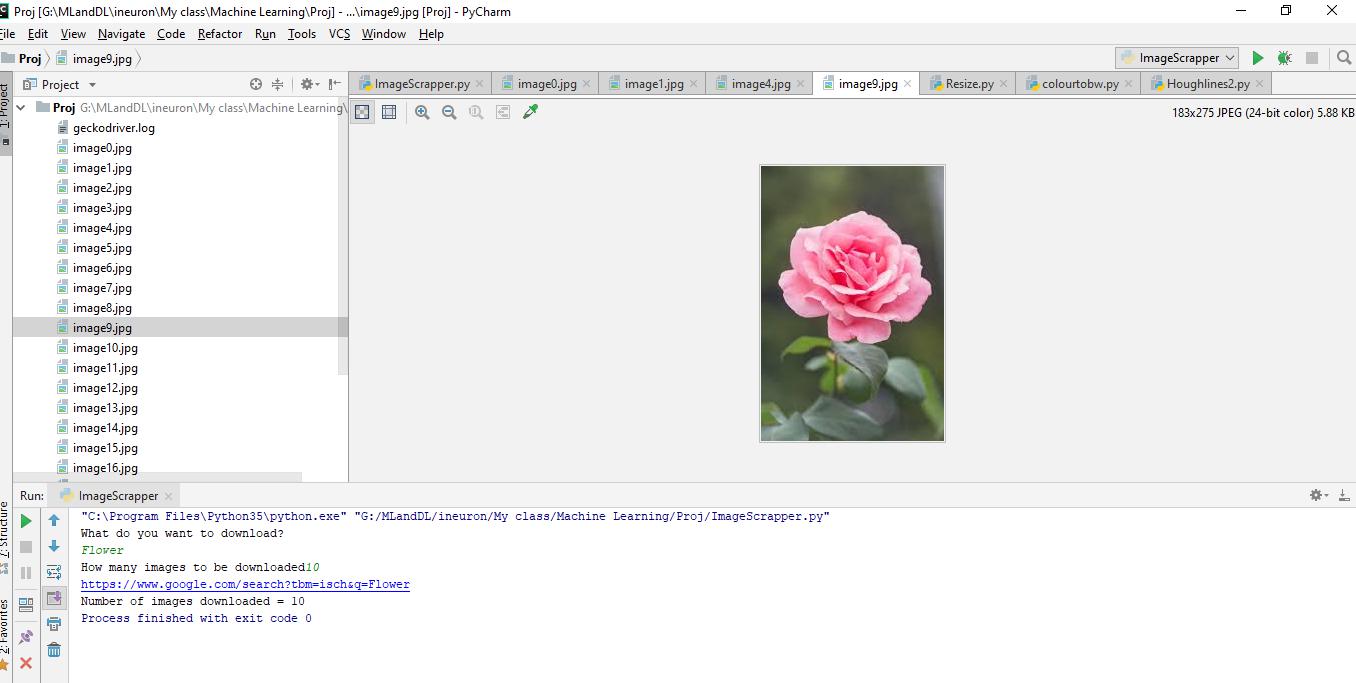 Proj [G:\MLandDL\ineuron\My class\Machine Learning\Proj] - ...\image9.jpg [Proj] - PyCharm
File Edit View Navigate Code Refactor Run Tools VCS Window Help
Proj image9.jpg ImageScrapper
1: Project
Project
ImageScrapper.py image0.jpg image1.jpg image4.jpg image9.jpg Resize.py colourtobw.py Houghlines2.py
Proj G:\MLandDL\ineuron\My class\Machine Learning\
183x275 JPEG (24-bit color) 5.88 KB
geckodriver.log
image0.jpg
image1.jpg
image2.jpg
image3.jpg
image4.jpg
image5.jpg
image6.jpg
image7.jpg
image8.jpg
image9.jpg
image10.jpg
image11.jpg
image12.jpg
image13.jpg
image14.jpg
image15.jpg
image16.jpg
Run: ImageScrapper
"C:\Program Files\Python35\python.exe" "G:/MLandDL/ineuron/My class/Machine Learning/Proj/ImageScrapper.py"
What do you want to download?
Flower
How many images to be downloaded10
https://www.google.com/search?tbm=isch&q=Flower
Number of images downloaded = 10
Process finished with exit code 0
7: Structure
2: Favorites